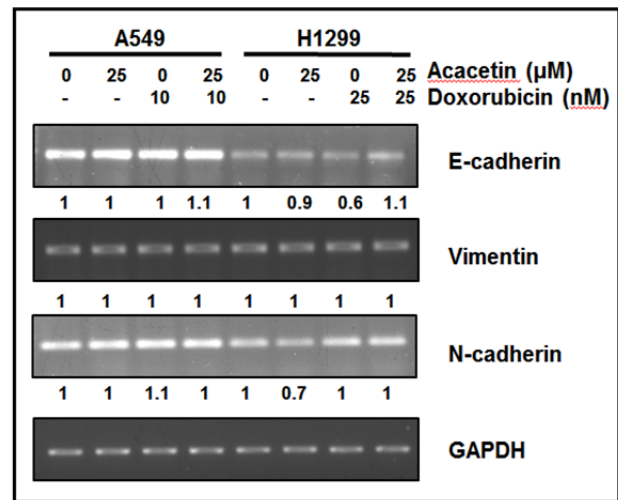 A549 H1299
0 25 0 25 0 25 0 25 Acacetin (µM)
- - 10 10 - - 25 25 Doxorubicin (nM)
E-cadherin
1 1 1 1.1 1 0.9 0.6 1.1
Vimentin
1 1 1 1 1 1 1 1
N-cadherin
1 1 1.1 1 1 0.7 1 1
GAPDH